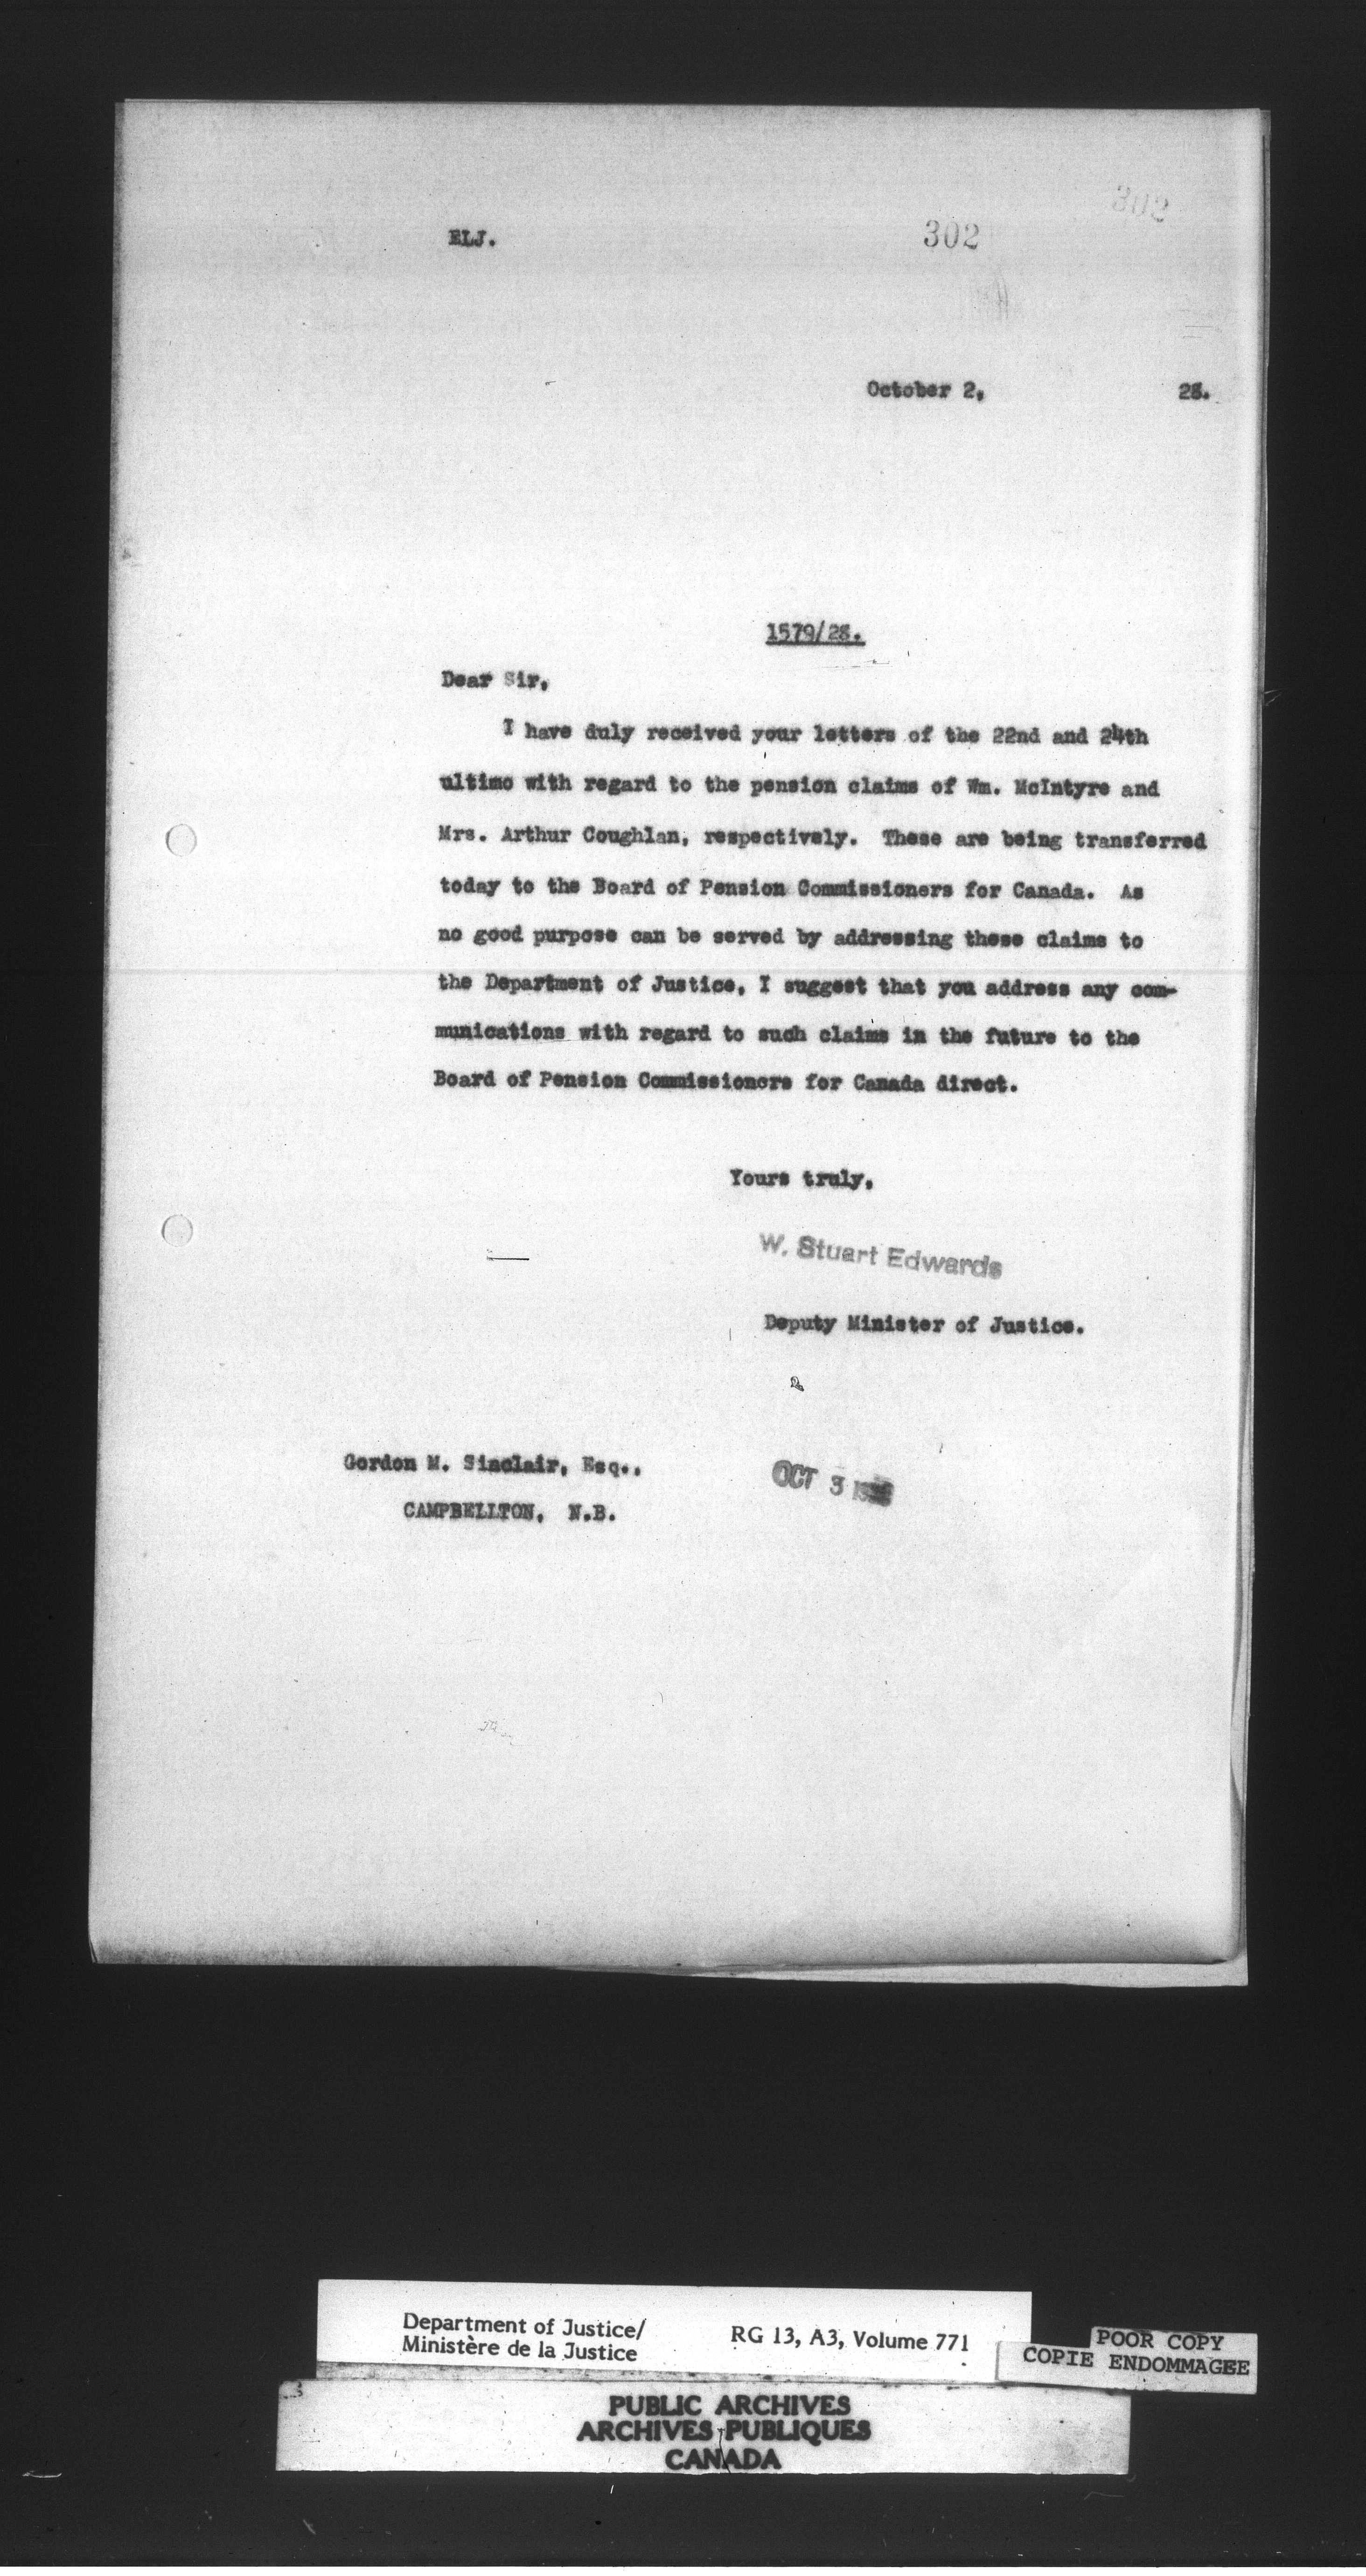 302
ELJ.
302
October 2, 28.
1579/28.
Dear Sir,
I have duly received your letters of the 22nd and 24th
ultimo with regard to the pension claims of Wm. McIntyre and
Mrs. Arthur Coughlan, respectively. These are being transferred
today to the Board of Pension Commissioners for Canada. As
no good purpose can be served by addressing these claims to
the Department of Justice, I suggest that you address any com-
munications with regard to such claims in the future to the
Board of Pension Commissioners for Canada direct.
Yours truly,
W. Stuart Edwards
Deputy Minister of Justice.
Gordon M. Sinclair, Esq.,
OCT 3
CAMPBELLTON, N.B.
Department of Justice/
Ministère de la Justice
RG 13, A3, Volume 771
POOR COPY
COPIE ENDOMMAGEE
PUBLIC ARCHIVES
ARCHIVES PUBLIQUES
CANADA